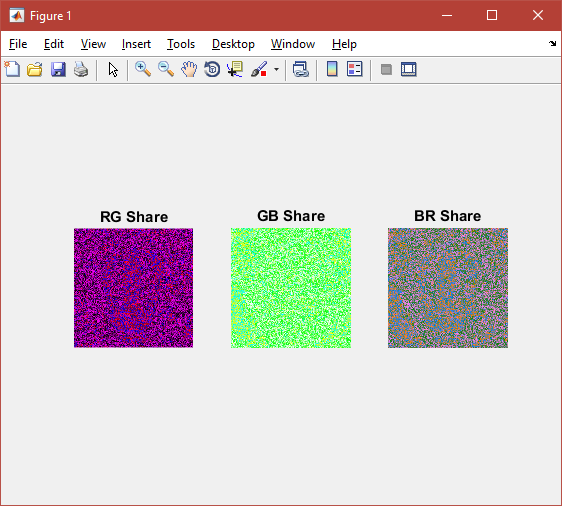 Figure 1
File Edit View Insert Tools Desktop Window Help
RG Share GB Share BR Share